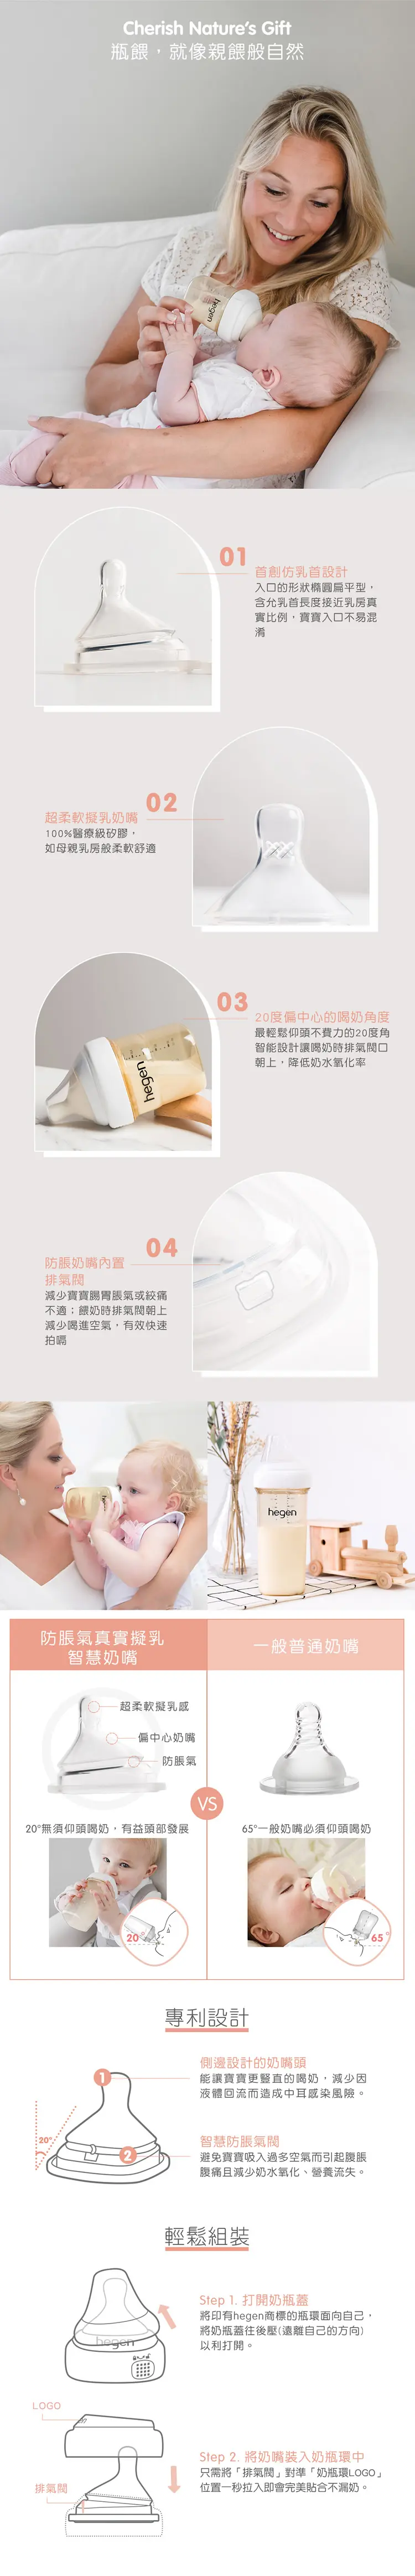 Cherish Nature's Gift
瓶餵，就像親餵般自然
hegen
01
首創仿乳首設計
入口的形狀橢圓扁平型，
含允乳首長度接近乳房真
實比例，寶寶入口不易混
淆
02
超柔軟擬乳奶嘴
100%醫療級矽膠，
如母親乳房般柔軟舒適
03
20度偏中心的喝奶角度
最輕鬆仰頭不費力的20度角
智能設計讓喝奶時排氣閥口
朝上，降低奶水氧化率
hegen
04
防脹奶嘴內置
排氣閥
減少寶寶腸胃脹氣或絞痛
不適；餵奶時排氣閥朝上
減少喝進空氣，有效快速
拍嗝
hegen
防脹氣真實擬乳
智慧奶嘴
一般普通奶嘴
超柔軟擬乳感
偏中心奶嘴
防脹氣
VS
20°無須仰頭喝奶，有益頭部發展
65°一般奶嘴必須仰頭喝奶
20°
65°
專利設計
1
側邊設計的奶嘴頭
能讓寶寶更豎直的喝奶，減少因
液體回流而造成中耳感染風險。
20°
2
智慧防脹氣閥
避免寶寶吸入過多空氣而引起腹脹
腹痛且減少奶水氧化、營養流失。
輕鬆組裝
hegen
Step 1. 打開奶瓶蓋
將印有hegen商標的瓶環面向自己，
將奶瓶蓋往後壓(遠離自己的方向)
以利打開。
LOGO
排氣閥
Step 2. 將奶嘴裝入奶瓶環中
只需將「排氣閥」對準「奶瓶環LOGO」
位置一秒拉入即會完美貼合不漏奶。